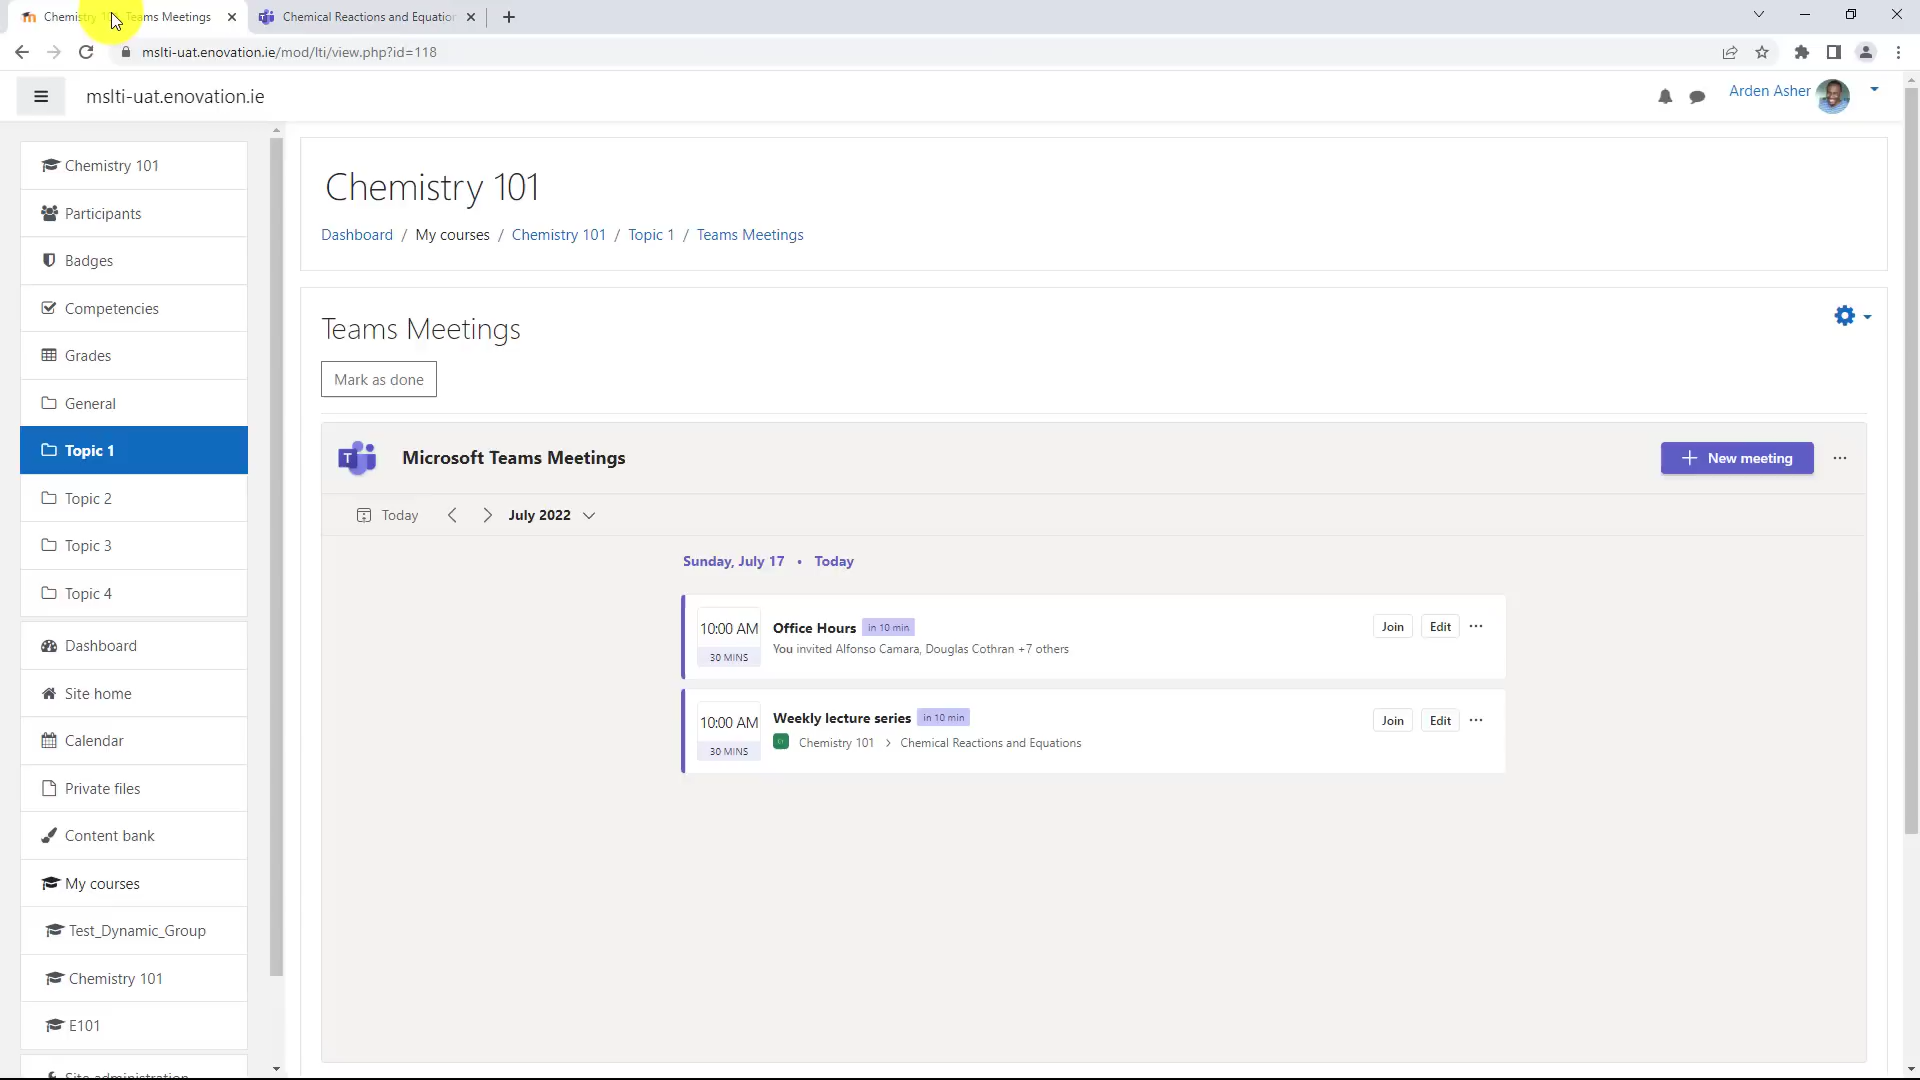 Chemistry 101: Teams Meetings
Chemical Reactions and Equation
mslti-uat.enovation.ie/mod/lti/view.php?id=118
mslti-uat.enovation.ie
Arden Asher
Chemistry 101
Participants
Badges
Competencies
Grades
General
Topic 1
Topic 2
Topic 3
Topic 4
Dashboard
Site home
Calendar
Private files
Content bank
My courses
Test_Dynamic_Group
Chemistry 101
E101
Site administration
Chemistry 101
Dashboard / My courses / Chemistry 101 / Topic 1 / Teams Meetings
Teams Meetings
Mark as done
Microsoft Teams Meetings
New meeting
Today
July 2022
Sunday, July 17 • Today
10:00 AM
30 MINS
Office Hours in 10 min
You invited Alfonso Camara, Douglas Cothran +7 others
Join
Edit
10:00 AM
30 MINS
Weekly lecture series in 10 min
Chemistry 101 > Chemical Reactions and Equations
Join
Edit